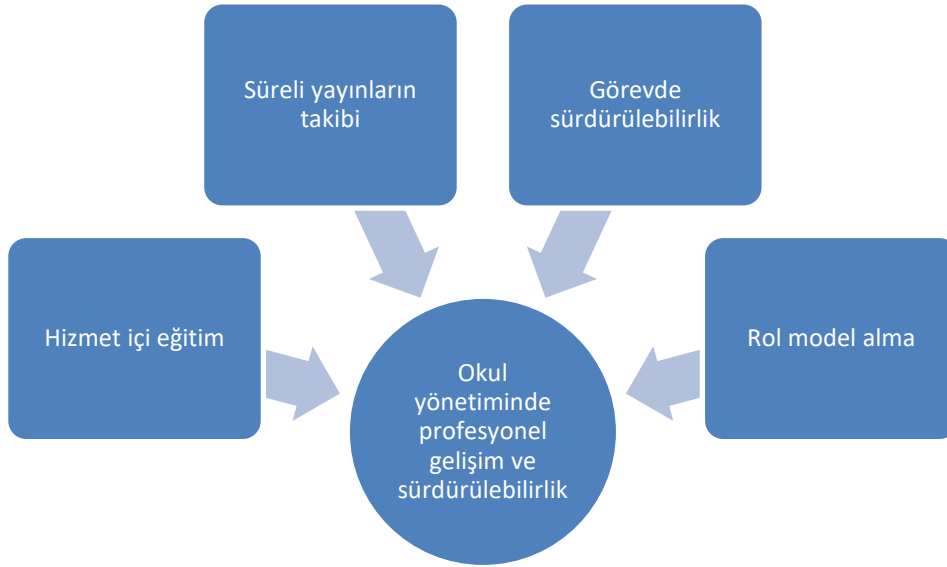 Süreli yayınların
takibi
Görevde
sürdürülebilirlik
Hizmet içi eğitim
Rol model alma
Okul
yönetiminde
profesyonel
gelişim ve
sürdürülebilirlik